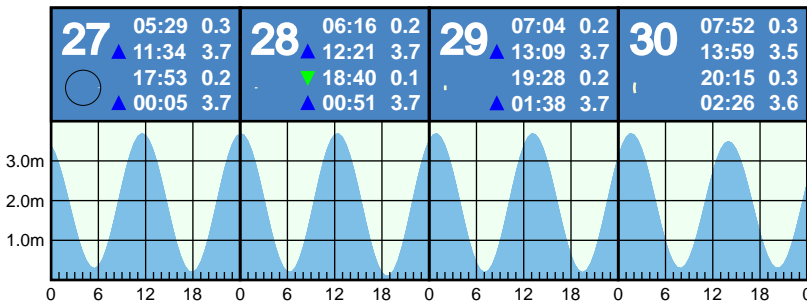 27
05:29 0.3
▲ 11:34 3.7
17:53 0.2
▲ 00:05 3.7
28
06:16 0.2
▲ 12:21 3.7
▼ 18:40 0.1
▲ 00:51 3.7
29
07:04 0.2
▲ 13:09 3.7
19:28 0.2
▲ 01:38 3.7
30
07:52 0.3
13:59 3.5
20:15 0.3
02:26 3.6
3.0m
2.0m
1.0m
0 6 12 18 0 6 12 18 0 6 12 18 0 6 12 18 0